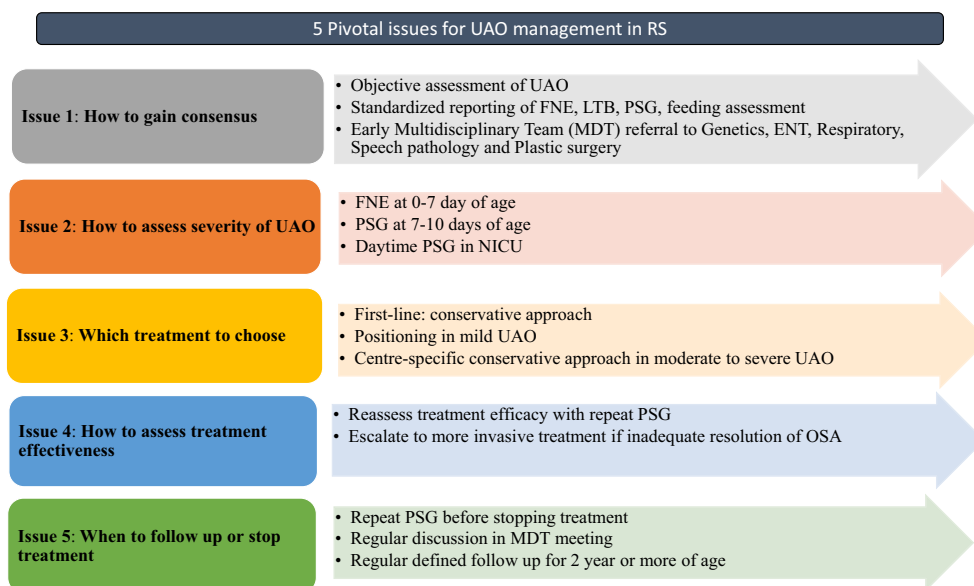 5 Pivotal issues for UAO management in RS
Issue 1: How to gain consensus
• Objective assessment of UAO
• Standardized reporting of FNE, LTB, PSG, feeding assessment
• Early Multidisciplinary Team (MDT) referral to Genetics, ENT, Respiratory,
Speech pathology and Plastic surgery
Issue 2: How to assess severity of UAO
• FNE at 0-7 day of age
• PSG at 7-10 days of age
• Daytime PSG in NICU
Issue 3: Which treatment to choose
• First-line: conservative approach
• Positioning in mild UAO
• Centre-specific conservative approach in moderate to severe UAO
Issue 4: How to assess treatment
effectiveness
• Reassess treatment efficacy with repeat PSG
• Escalate to more invasive treatment if inadequate resolution of OSA
Issue 5: When to follow up or stop
treatment
• Repeat PSG before stopping treatment
• Regular discussion in MDT meeting
• Regular defined follow up for 2 year or more of age